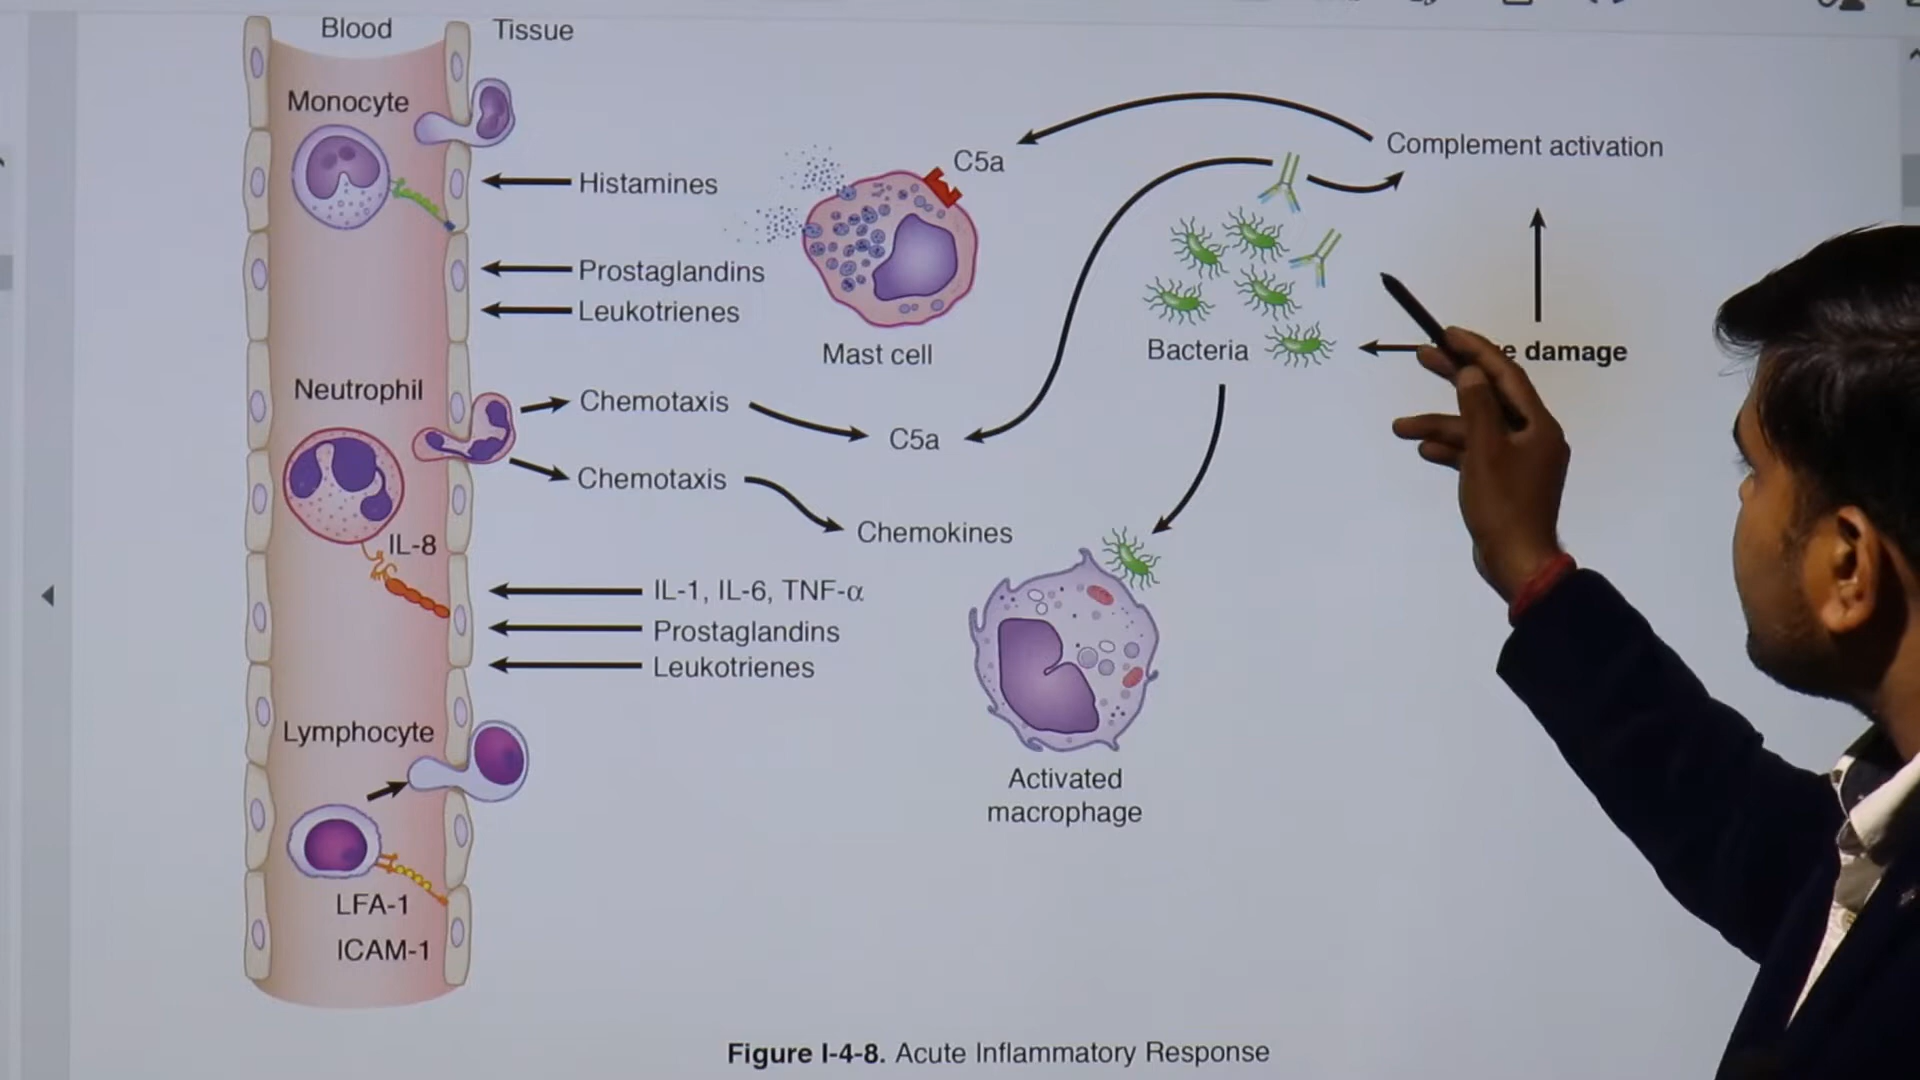 Blood
Tissue
Monocyte
Histamines
Prostaglandins
Leukotrienes
C5a
Mast cell
Complement activation
Bacteria
damage
Neutrophil
Chemotaxis
C5a
Chemotaxis
Chemokines
IL-8
IL-1, IL-6, TNF-α
Prostaglandins
Leukotrienes
Lymphocyte
Activated
macrophage
LFA-1
ICAM-1
Figure I-4-8. Acute Inflammatory Response